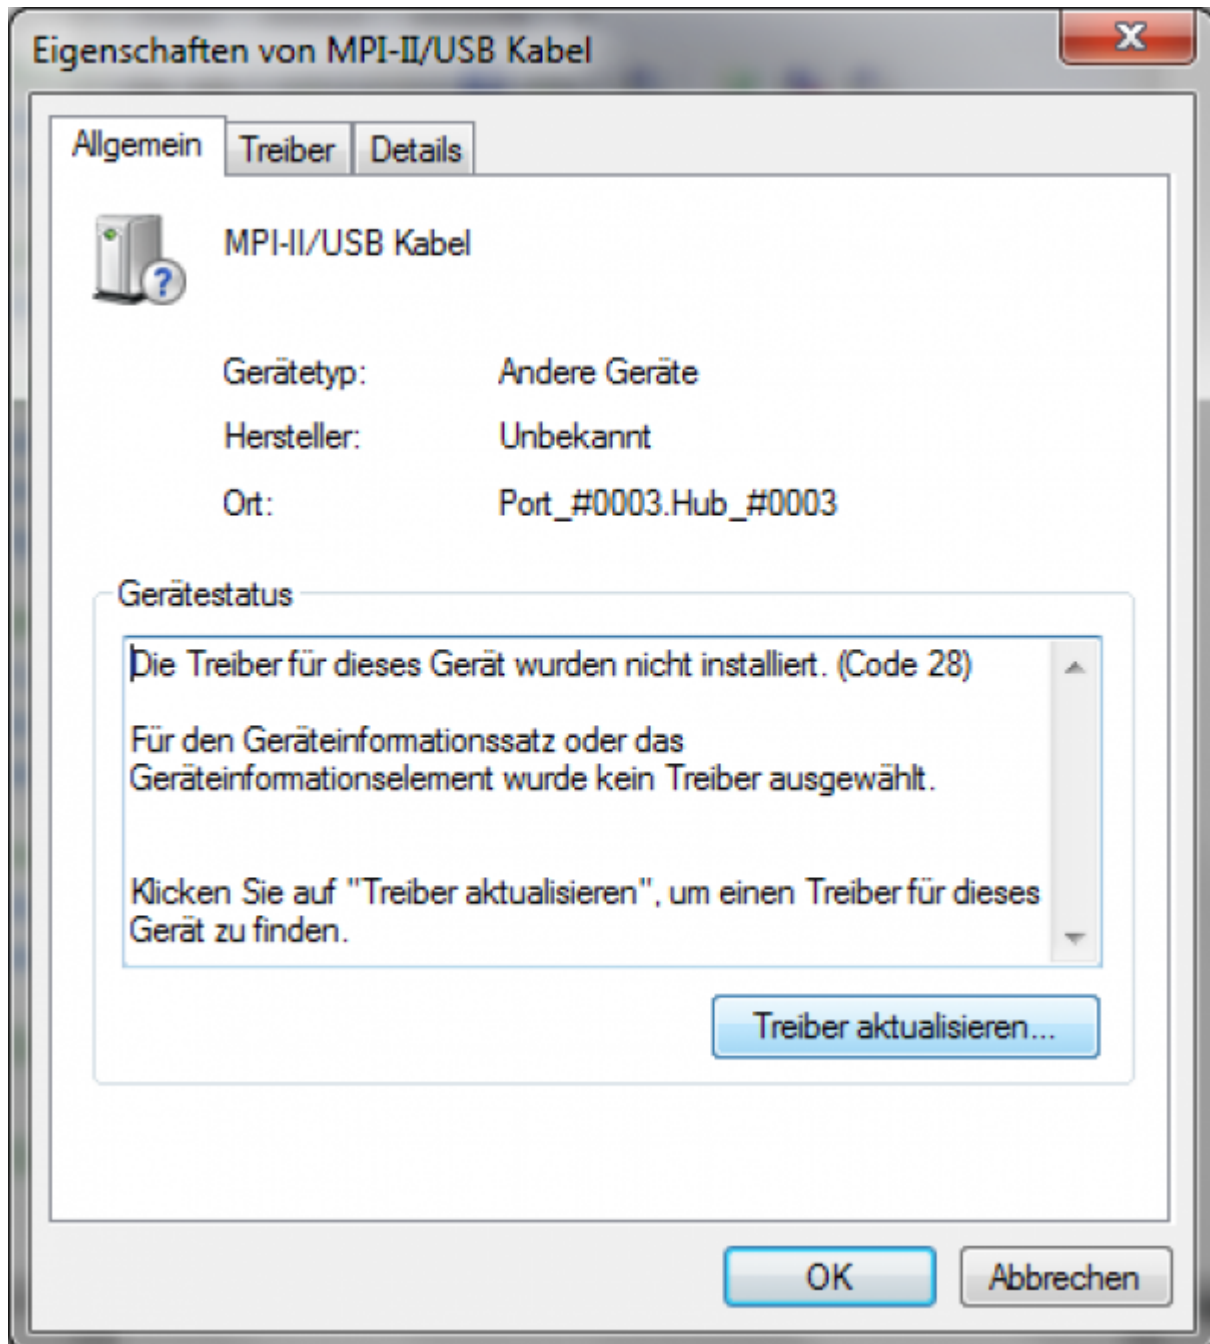 Eigenschaften von MPI-II/USB Kabel
Allgemein Treiber Details
MPI-II/USB Kabel
Gerätetyp: Andere Geräte
Hersteller: Unbekannt
Ort: Port_#0003.Hub_#0003
Gerätestatus
Die Treiber für dieses Gerät wurden nicht installiert. (Code 28)
Für den Geräteinformationssatz oder das
Geräteinformationselement wurde kein Treiber ausgewählt.
Klicken Sie auf "Treiber aktualisieren", um einen Treiber für dieses
Gerät zu finden.
Treiber aktualisieren...
OK Abbrechen